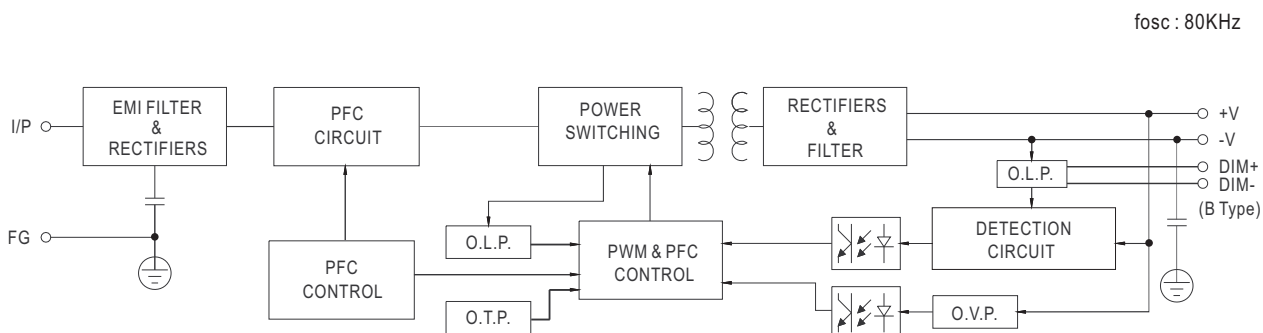 fosc : 80KHz
I/P
EMI FILTER
&
RECTIFIERS
PFC
CIRCUIT
POWER
SWITCHING
RECTIFIERS
&
FILTER
+V
-V
DIM+
DIM-
(B Type)
O.L.P.
FG
O.L.P.
DETECTION
CIRCUIT
PFC
CONTROL
PWM & PFC
CONTROL
O.T.P.
O.V.P.